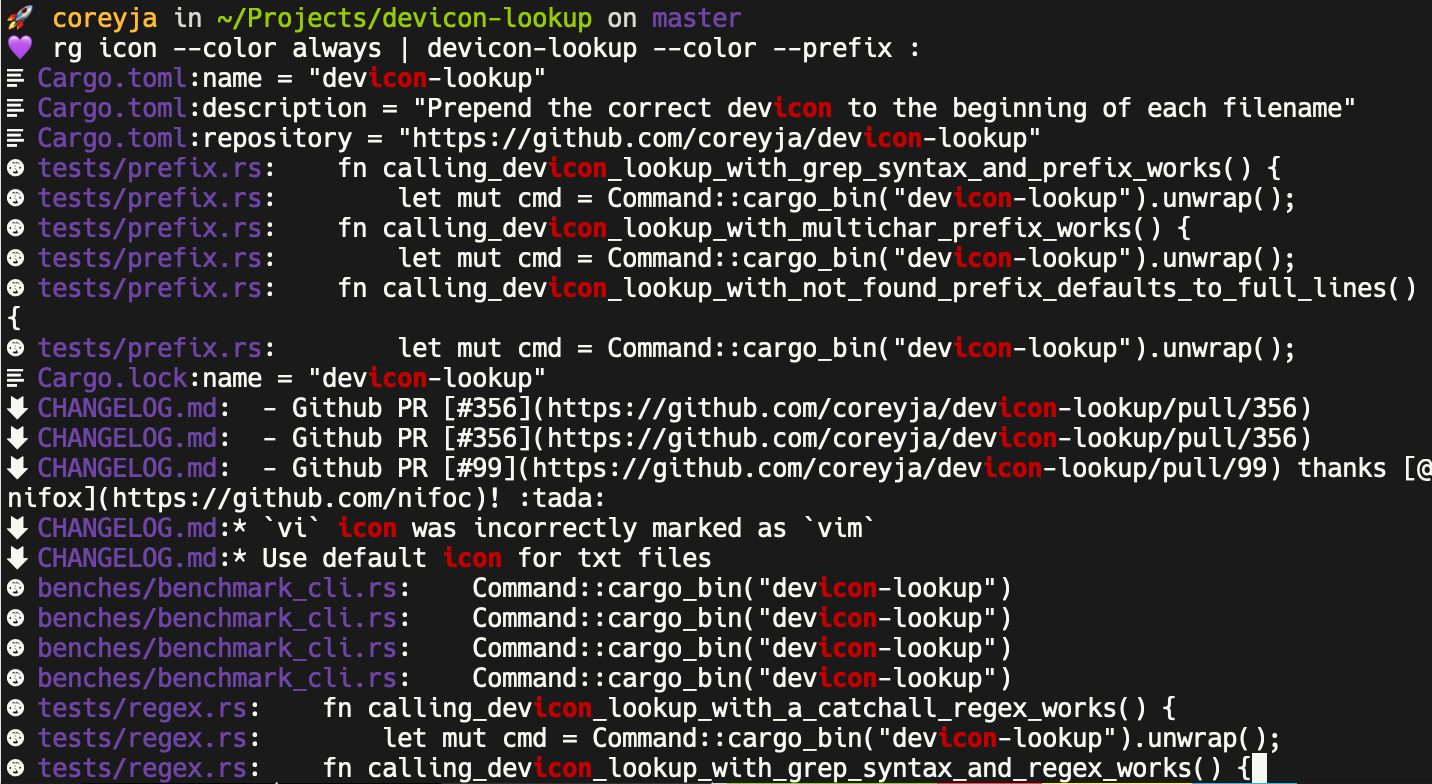 🚀 coreyja in ~/Projects/devicon-lookup on master
💜 rg icon --color always | devicon-lookup --color --prefix :
Cargo.toml:name = "devicon-lookup"
Cargo.toml:description = "Prepend the correct devicon to the beginning of each filename"
Cargo.toml:repository = "https://github.com/coreyja/devicon-lookup"
tests/prefix.rs:    fn calling_devicon_lookup_with_grep_syntax_and_prefix_works() {
tests/prefix.rs:        let mut cmd = Command::cargo_bin("devicon-lookup").unwrap();
tests/prefix.rs:    fn calling_devicon_lookup_with_multichar_prefix_works() {
tests/prefix.rs:        let mut cmd = Command::cargo_bin("devicon-lookup").unwrap();
tests/prefix.rs:    fn calling_devicon_lookup_with_not_found_prefix_defaults_to_full_lines()
{
tests/prefix.rs:        let mut cmd = Command::cargo_bin("devicon-lookup").unwrap();
Cargo.lock:name = "devicon-lookup"
CHANGELOG.md:  - Github PR [#356](https://github.com/coreyja/devicon-lookup/pull/356)
CHANGELOG.md:  - Github PR [#356](https://github.com/coreyja/devicon-lookup/pull/356)
CHANGELOG.md:  - Github PR [#99](https://github.com/coreyja/devicon-lookup/pull/99) thanks [@
nifox](https://github.com/nifoc)! :tada:
CHANGELOG.md:* `vi` icon was incorrectly marked as `vim`
CHANGELOG.md:* Use default icon for txt files
benches/benchmark_cli.rs:    Command::cargo_bin("devicon-lookup")
benches/benchmark_cli.rs:    Command::cargo_bin("devicon-lookup")
benches/benchmark_cli.rs:    Command::cargo_bin("devicon-lookup")
benches/benchmark_cli.rs:    Command::cargo_bin("devicon-lookup")
tests/regex.rs:    fn calling_devicon_lookup_with_a_catchall_regex_works() {
tests/regex.rs:        let mut cmd = Command::cargo_bin("devicon-lookup").unwrap();
tests/regex.rs:    fn calling_devicon_lookup_with_grep_syntax_and_regex_works() {